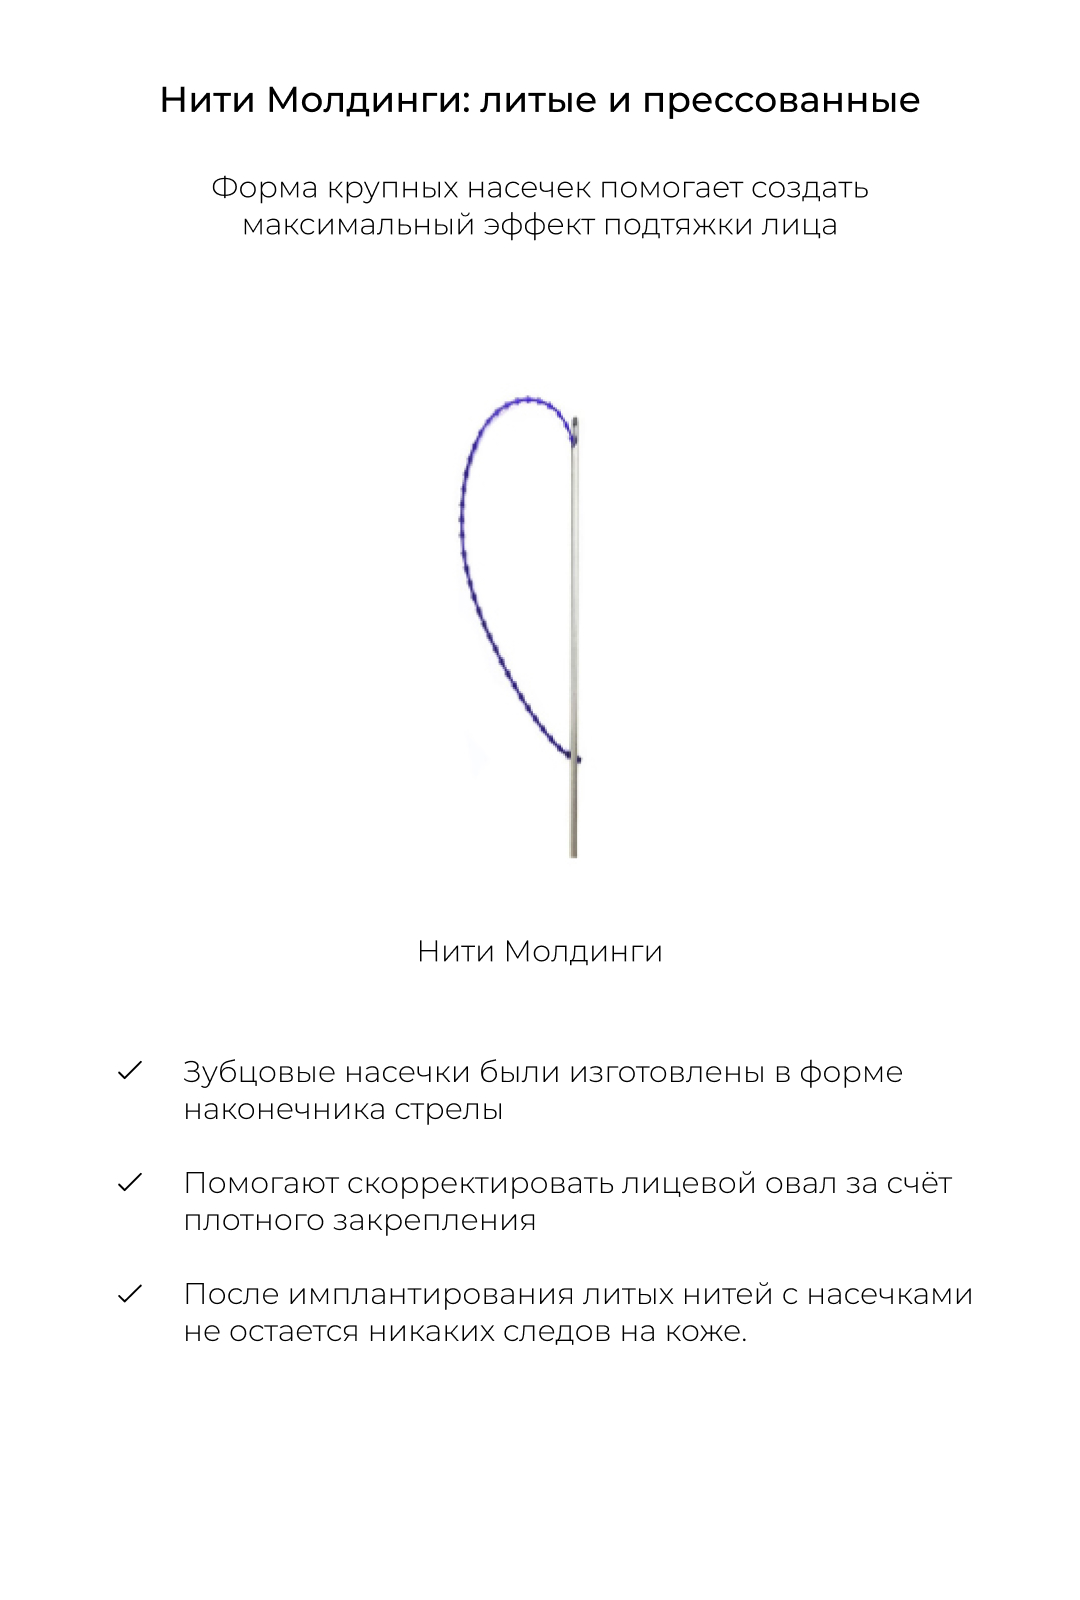 Нити Молдинги: литые и прессованные
Форма крупных насечек помогает создать
максимальный эффект подтяжки лица
Нити Молдинги
Зубцовые насечки были изготовлены в форме
наконечника стрелы
Помогают скорректировать лицевой овал за счёт
плотного закрепления
После имплантирования литых нитей с насечками
не остается никаких следов на коже.